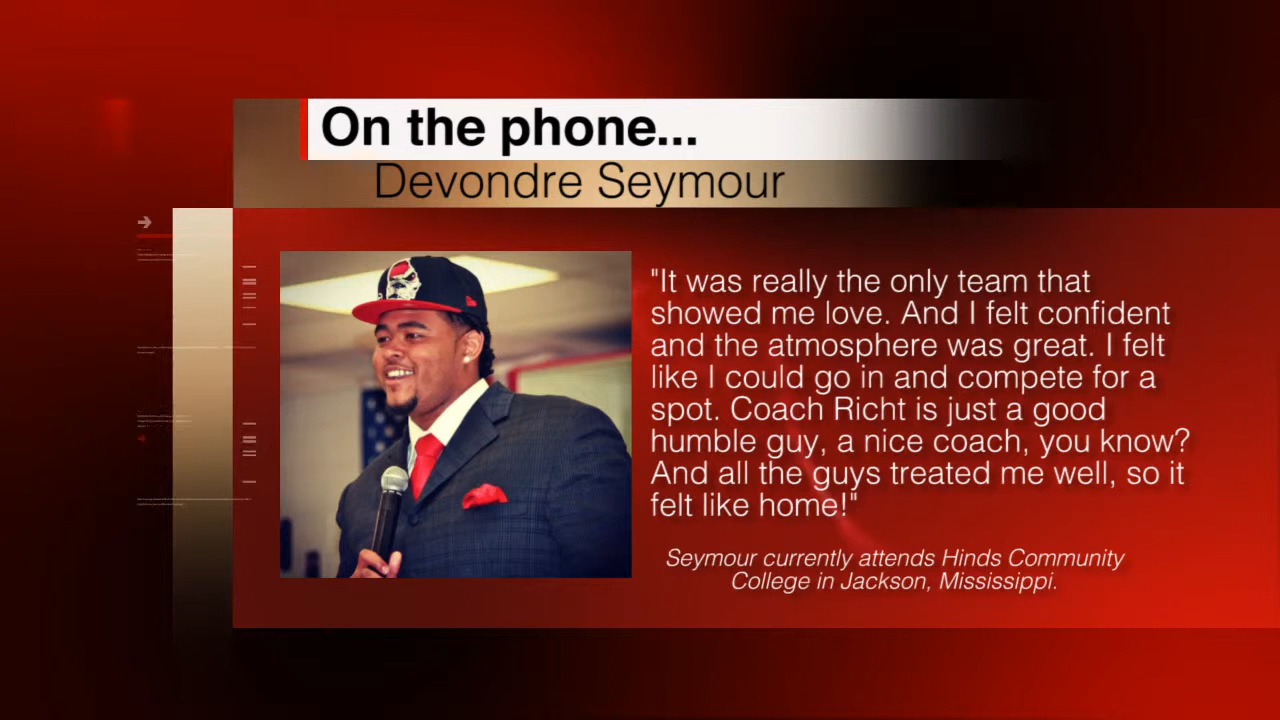 On the phone...
Devondre Seymour
"It was really the only team that
showed me love. And I felt confident
and the atmosphere was great. I felt
like I could go in and compete for a
spot. Coach Richt is just a good
humble guy, a nice coach, you know?
And all the guys treated me well, so it
felt like home!"
Seymour currently attends Hinds Community
College in Jackson, Mississippi.